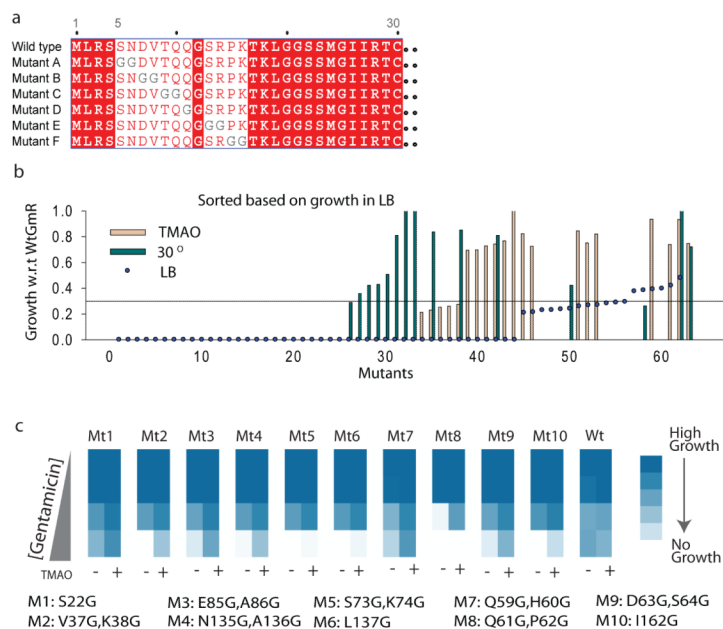 a
1 5 30
Wild type MLRSSNDVTQQGSRPKTKLGGSSMGIIRTC
Mutant A MLRSGGDVTQQGSRPKTKLGGSSMGIIRTC
Mutant B MLRSSNGGTQQGSRPKTKLGGSSMGIIRTC
Mutant C MLRSSNDVGGQGSRPKTKLGGSSMGIIRTC
Mutant D MLRSSNDVTQGGSRPKTKLGGSSMGIIRTC
Mutant E MLRSSNDVTQQGGGPKTKLGGSSMGIIRTC
Mutant F MLRSSNDVTQQGSRGGTKLGGSSMGIIRTC
b
Sorted based on growth in LB
TMAO
30 º
LB
Growth w.r.t WtGmR
1.0
0.8
0.6
0.4
0.2
0.0
0 10 20 30 40 50 60
Mutants
c
Mt1 Mt2 Mt3 Mt4 Mt5 Mt6 Mt7 Mt8 Mt9 Mt10 Wt
High
Growth
[Gentamicin]
No
Growth
TMAO - + - + - + - + - + - + - + - + - + - + - +
M1: S22G M3: E85G,A86G M5: S73G,K74G M7: Q59G,H60G M9: D63G,S64G
M2: V37G,K38G M4: N135G,A136G M6: L137G M8: Q61G,P62G M10: I162G